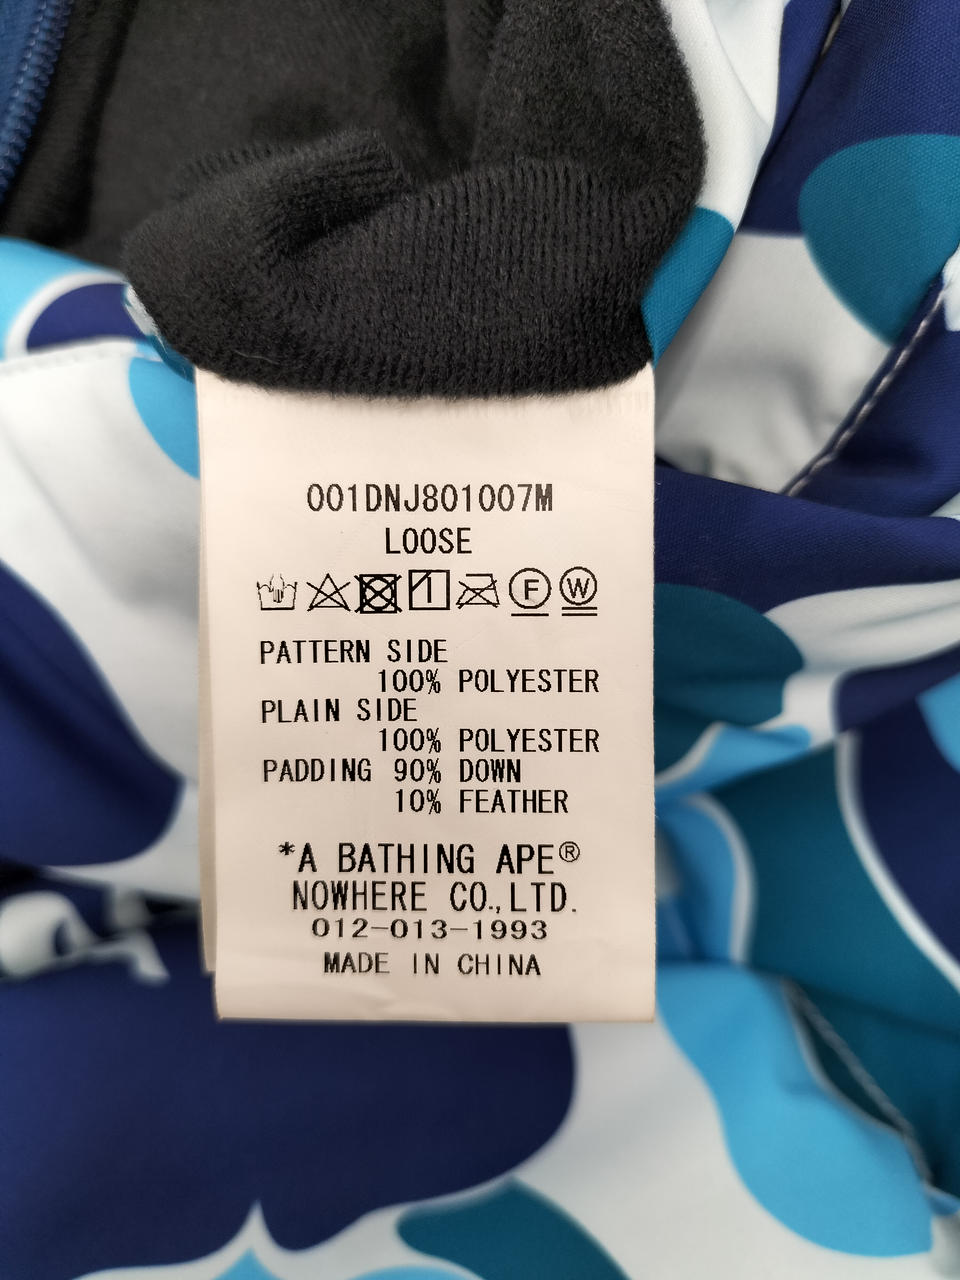 001DNJ801007M
LOOSE
F W
PATTERN SIDE
100% POLYESTER
PLAIN SIDE
100% POLYESTER
PADDING 90% DOWN
10% FEATHER
*A BATHING APE®
NOWHERE CO.,LTD.
012-013-1993
MADE IN CHINA